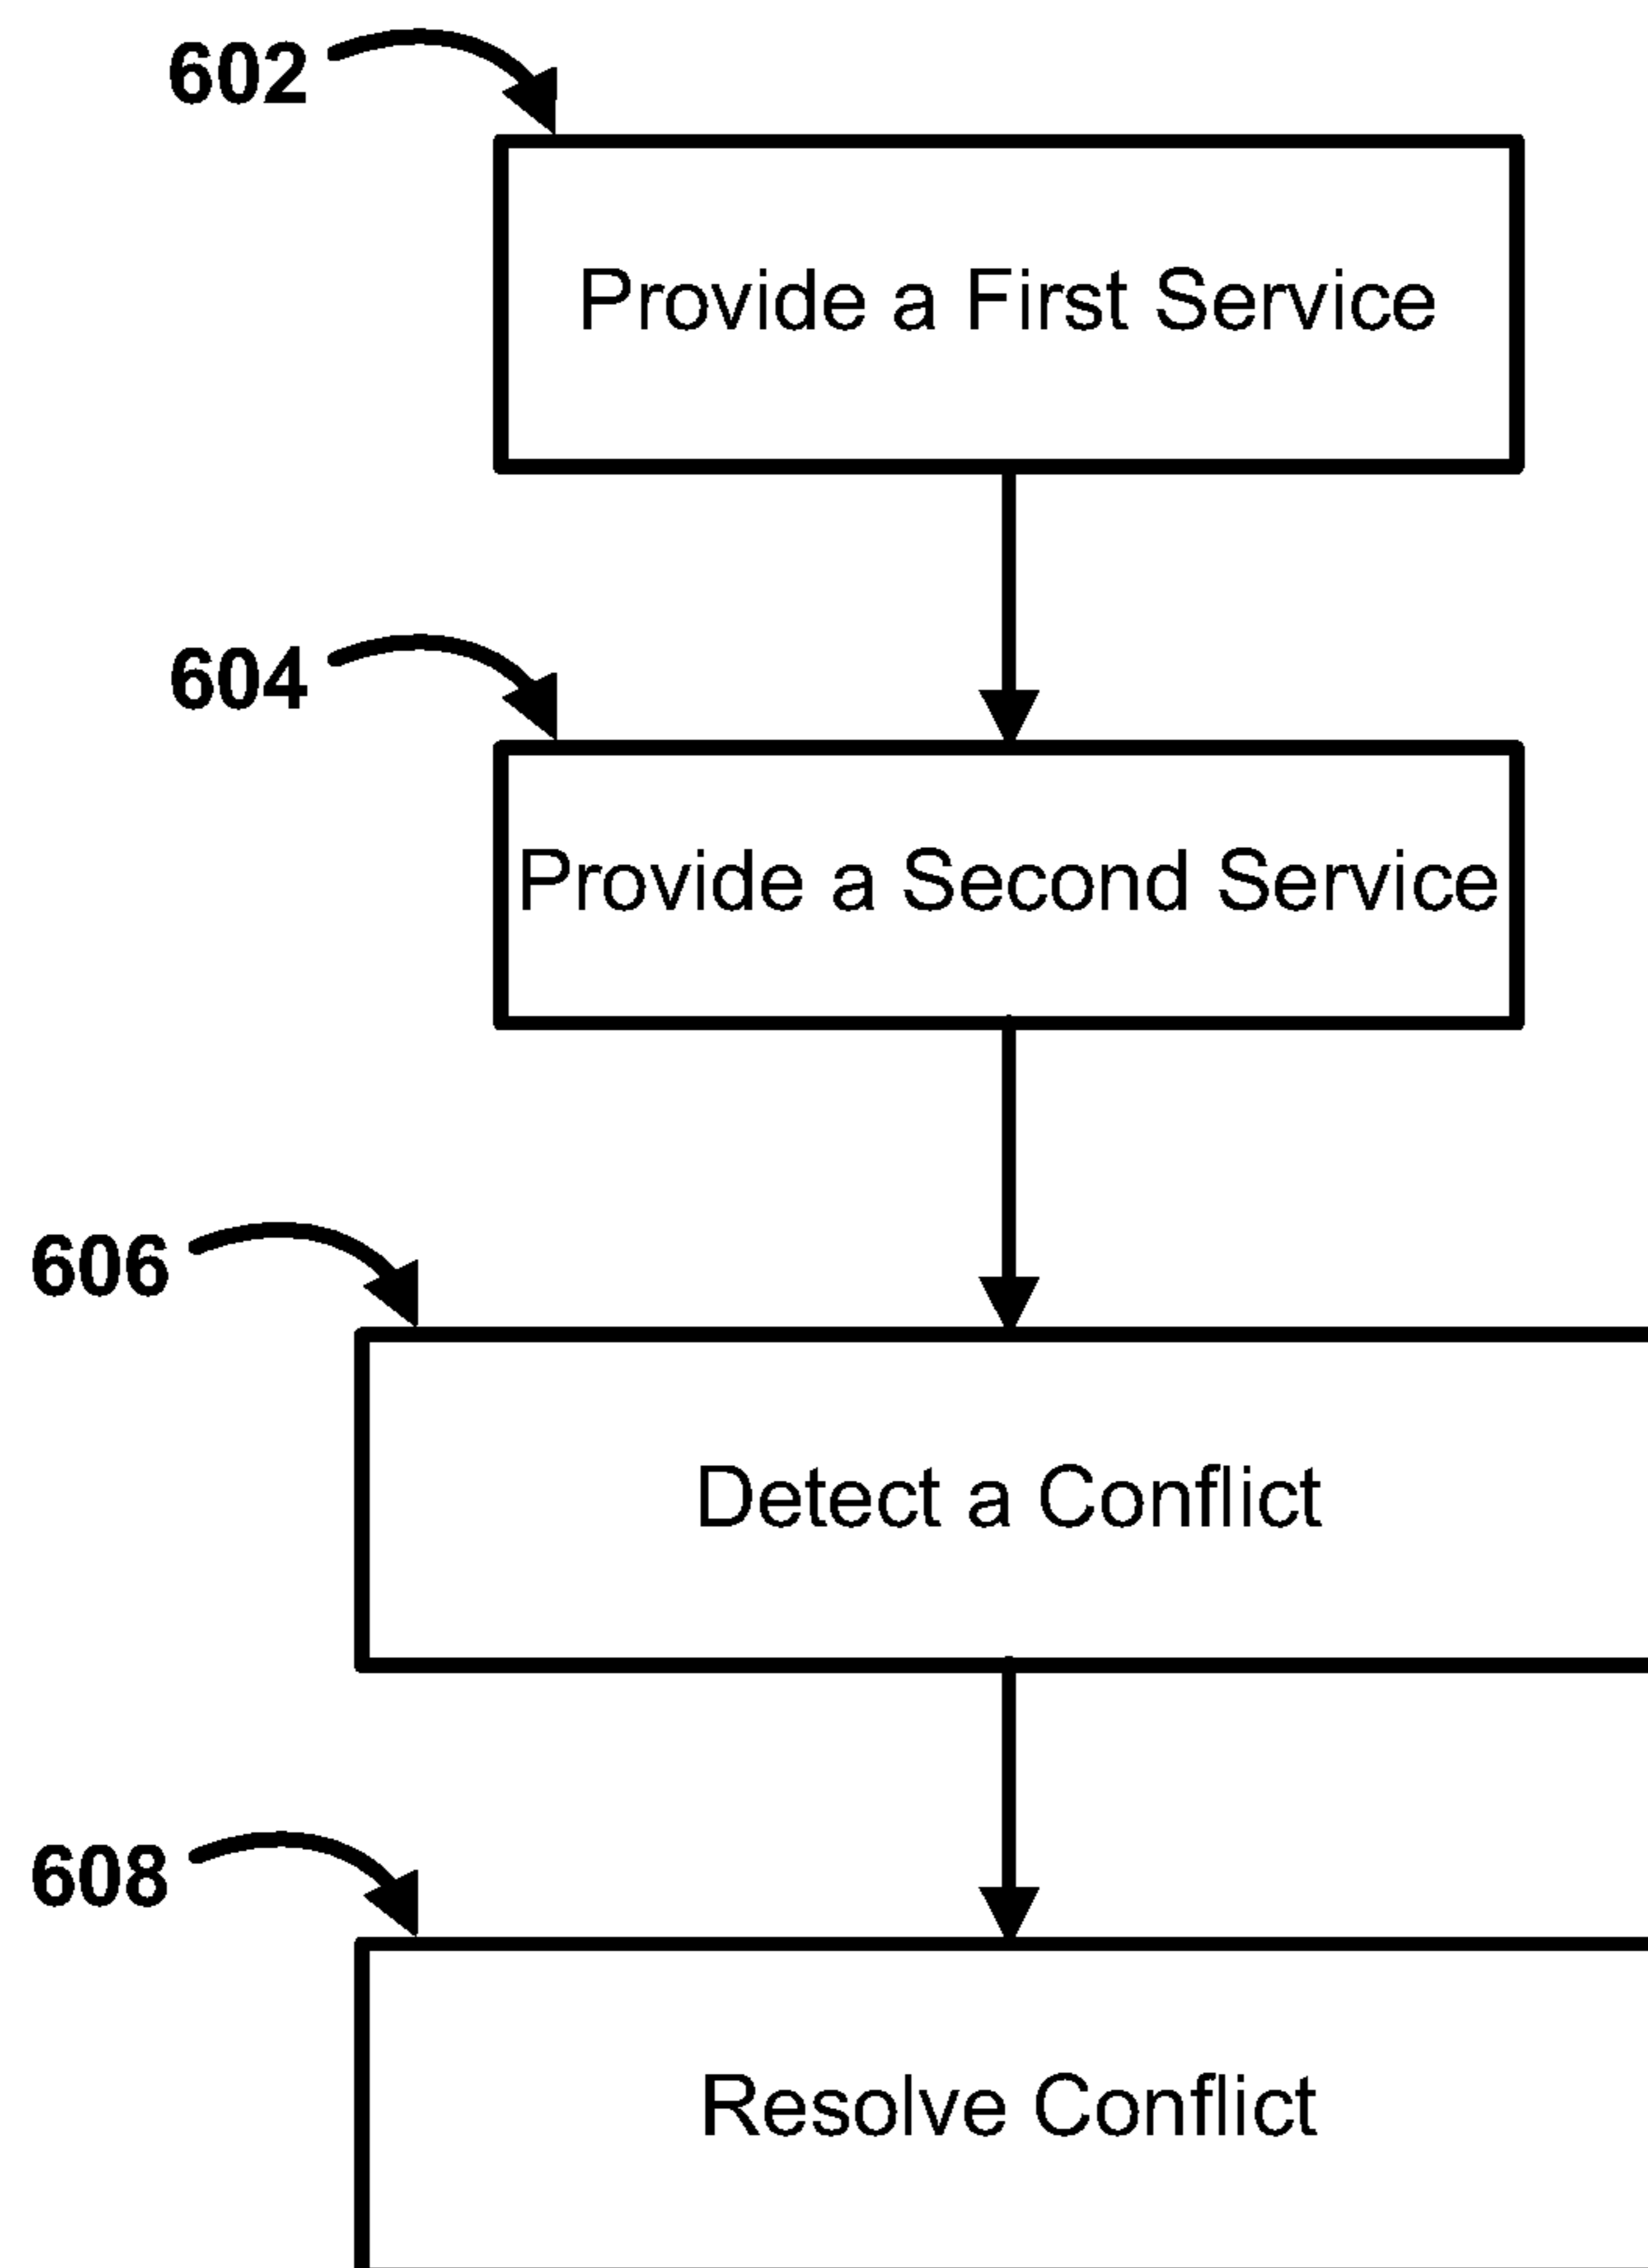 602
Provide a First Service
604
Provide a Second Service
606
Detect a Conflict
608
Resolve Conflict